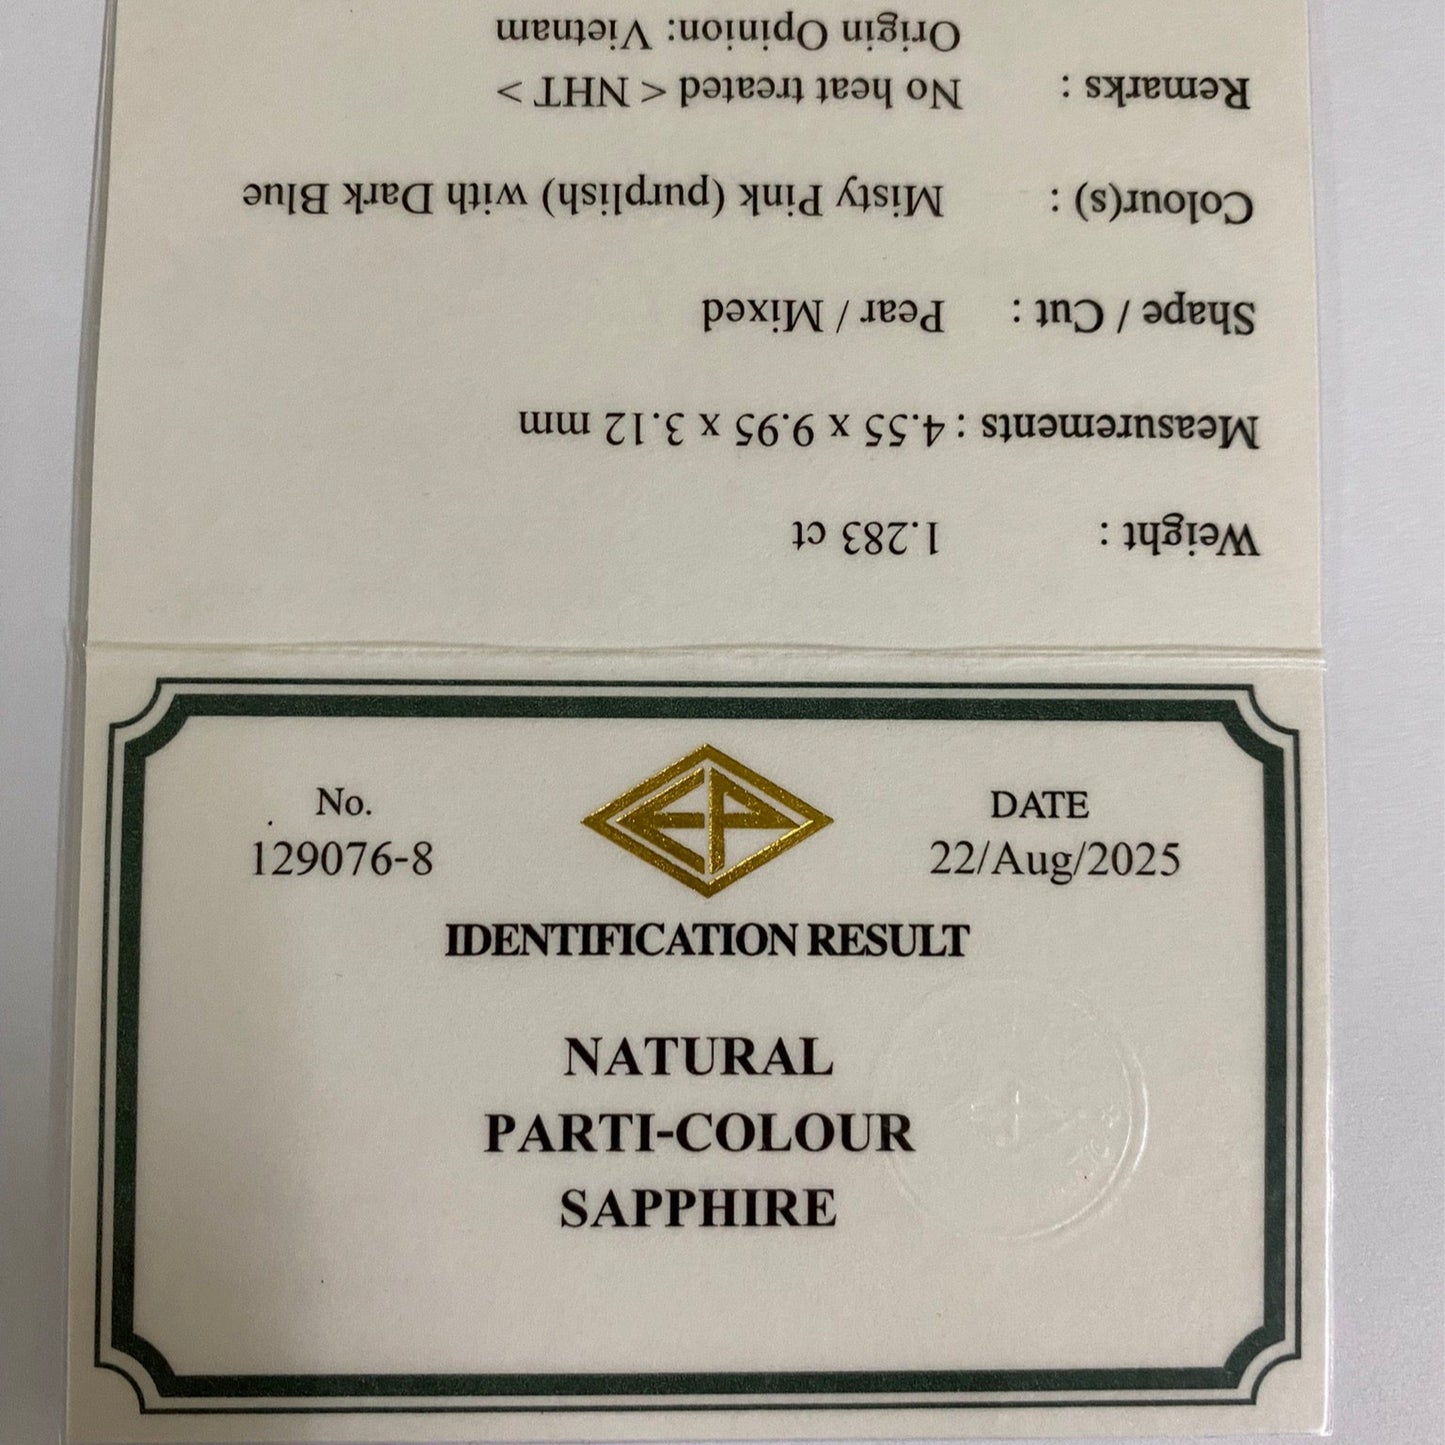 No.
129076-8
EP
DATE
22/Aug/2025
IDENTIFICATION RESULT
NATURAL
PARTI-COLOUR
SAPPHIRE
Weight : 1.283 ct
Measurements : 4.55 x 9.95 x 3.12 mm
Shape / Cut : Pear / Mixed
Colour(s) : Misty Pink (purplish) with Dark Blue
Remarks : No heat treated < NHT >
Origin Opinion: Vietnam